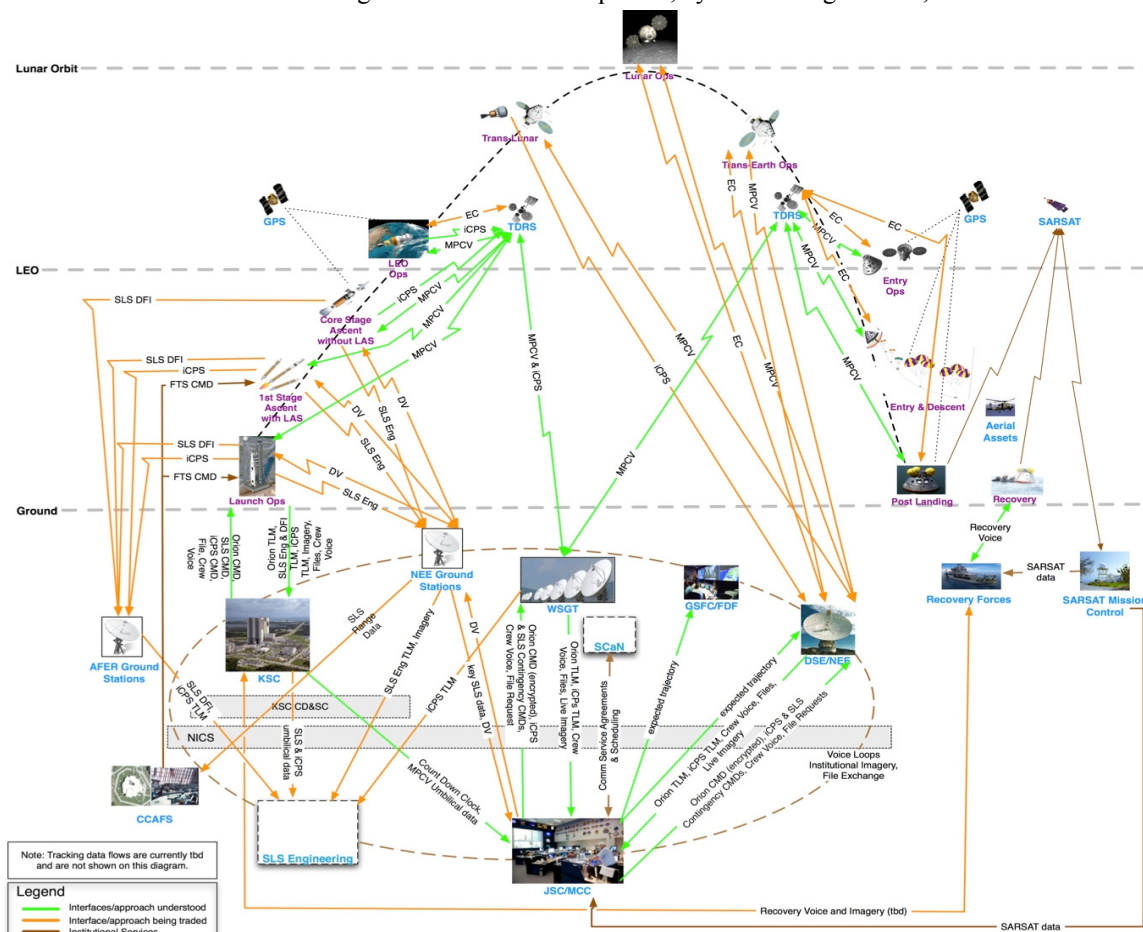 Lunar Orbit
Lunar Ops
Trans-Lunar
Trans-Earth Ops
EC
MPCV
GPS
EC
iCPS
TDRS
MPCV
LEO
Ops
TDRS
EC
EC
MPCV
EC
GPS
SARSAT
LEO
Entry
Ops
SLS DFI
iCPS
MPCV
MPCV
MPCV
Core Stage
Ascent
without LAS
MPCV
MPCV & iCPS
iCPS
MPCV
EC
MPCV
MPCV
SLS DFI
iCPS
FTS CMD
1st Stage
Ascent
with LAS
DV
DV
SLS Eng
SLS Eng
Entry & Descent
Aerial
Assets
SLS DFI
iCPS
FTS CMD
Launch Ops
DV
SLS Eng
MPCV
Post Landing
Recovery
Ground
Orion CMD,
SLS CMD,
iCPS CMD,
File, Crew
Voice
Orion TLM,
SLS Eng & DFI
TLM, iCPS
TLM, Imagery,
Files, Crew
Voice
Recovery
Voice
NEE Ground
Stations
WSGT
GSFC/FDF
SARSAT
data
Recovery Forces
SARSAT Mission
Control
AFER Ground
Stations
KSC
SLS
Range
Data
SCaN
DSE/NEE
SLS DFI,
iCPS TLM
SLS Eng TLM, Imagery
iCPS TLM
key SLS data, DV
DV
Orion CMD (encrypted), iCPS
& SLS Contingency CMDs,
Crew Voice, File Request
Orion TLM, iCPs TLM, Crew
Voice, Files, Live Imagery
Comm Service Agreements
& Scheduling
expected trajectory
expected trajectory
Orion TLM, iCPS TLM, Crew Voice, Files,
Live Imagery
Orion CMD (encrypted), iCPS & SLS
Contingency CMDs, Crew Voice, File Requests
KSC CD&SC
NICS
SLS & iCPS
umbilical data
Voice Loops
Institutional Imagery,
File Exchange
Count Down Clock,
MPCV Umbilical data
CCAFS
SLS Engineering
JSC/MCC
Note: Tracking data flows are currently tbd
and are not shown on this diagram.
Legend
Interfaces/approach understood
Interface/approach being traded
Institutional Services
Recovery Voice and Imagery (tbd)
SARSAT data